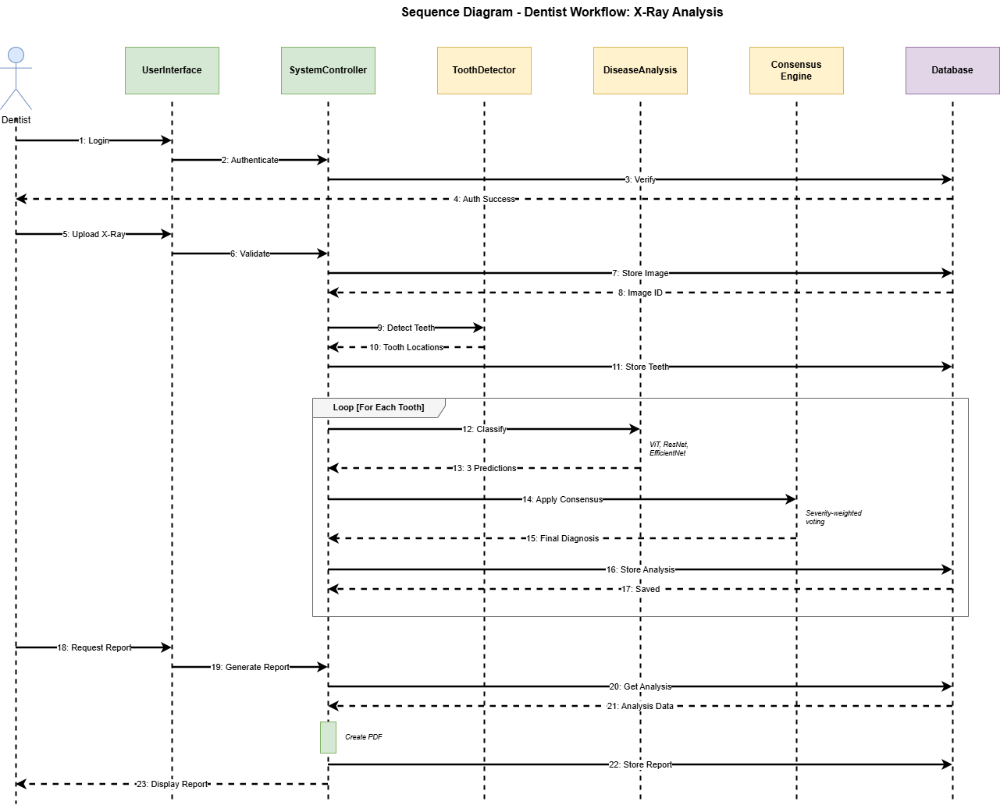 Sequence Diagram - Dentist Workflow: X-Ray Analysis
UserInterface
SystemController
ToothDetector
DiseaseAnalysis
Consensus
Engine
Database
Dentist
1: Login
2: Authenticate
3: Verify
4: Auth Success
5: Upload X-Ray
6: Validate
7: Store Image
8: Image ID
9: Detect Teeth
10: Tooth Locations
11: Store Teeth
Loop [For Each Tooth]
12: Classify
ViT, ResNet,
EfficientNet
13: 3 Predictions
14: Apply Consensus
Severity-weighted
voting
15: Final Diagnosis
16: Store Analysis
17: Saved
18: Request Report
19: Generate Report
20: Get Analysis
21: Analysis Data
Create PDF
22: Store Report
23: Display Report